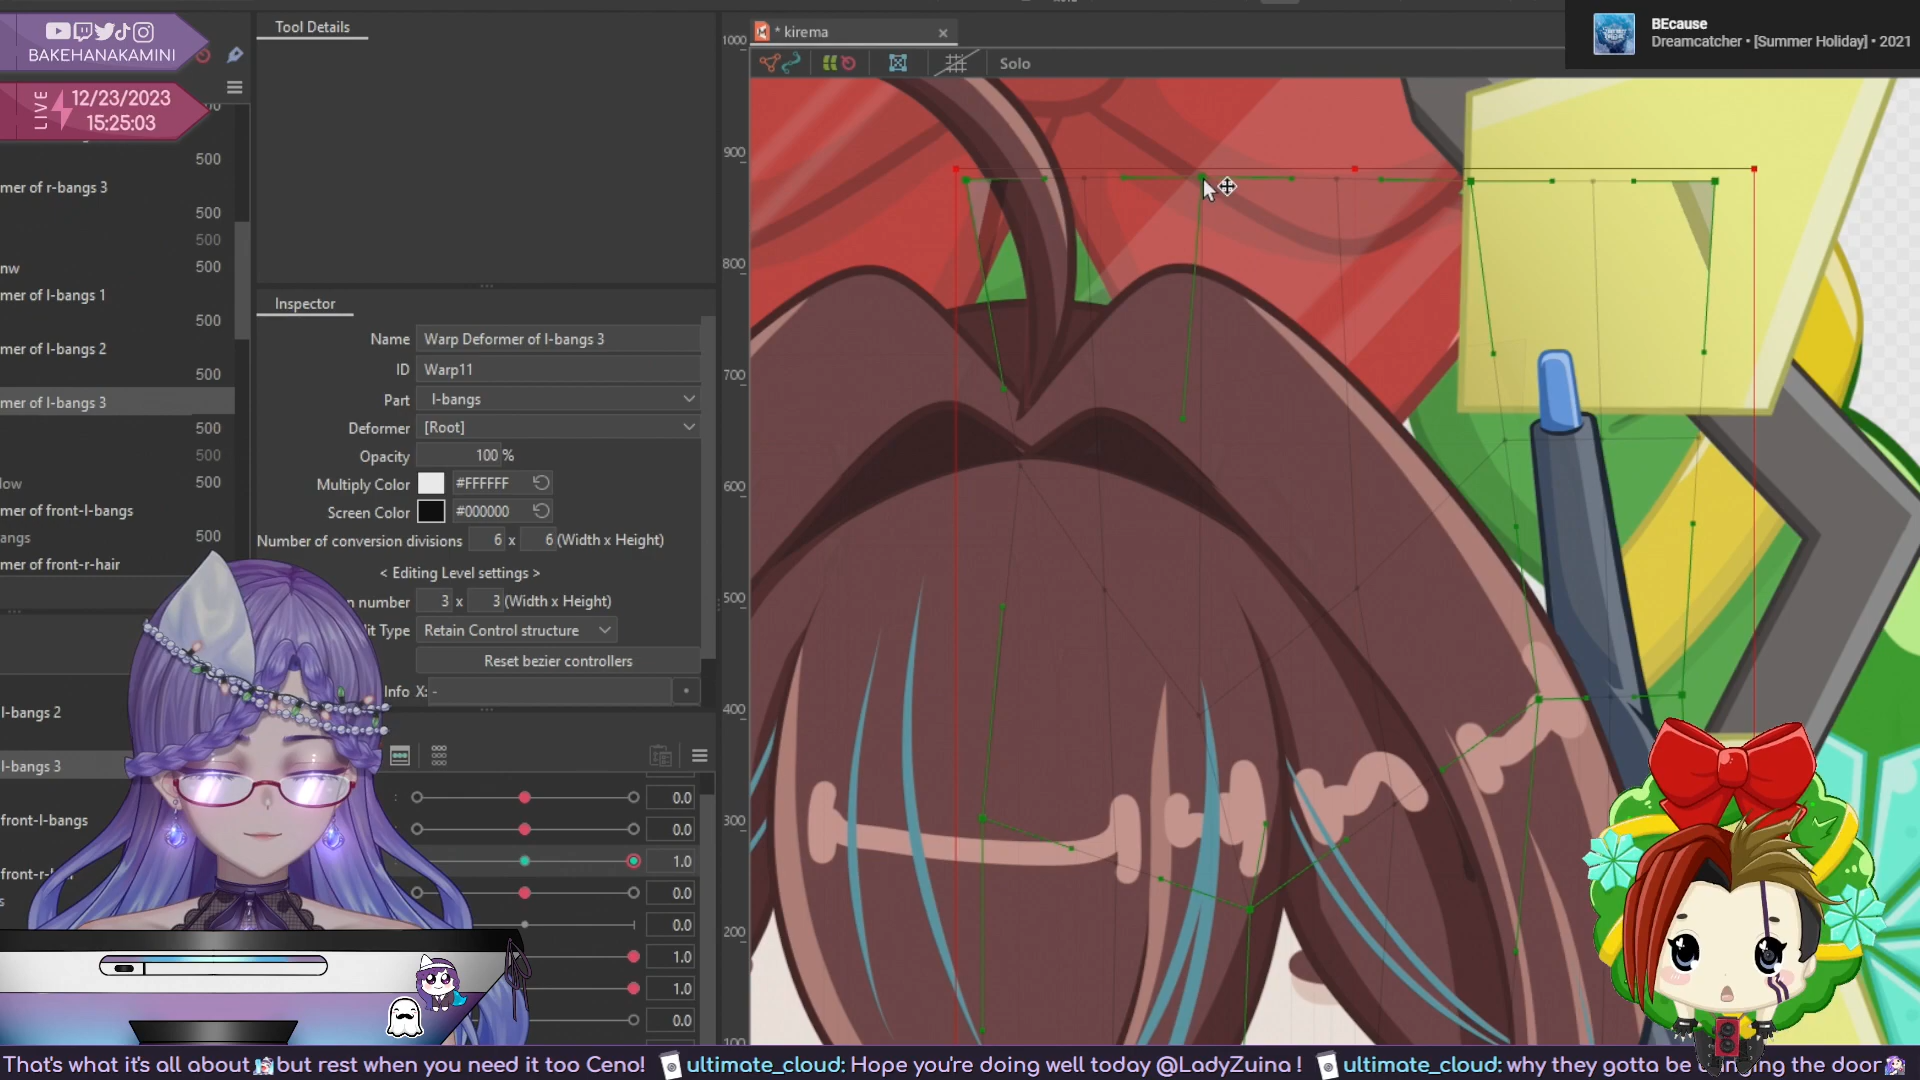 BAKEHANAKAMINI
LIVE
12/23/2023
15:25:03
500
mer of r-bangs 3
500
500
nw
500
mer of l-bangs 1
500
mer of l-bangs 2
500
mer of l-bangs 3
500
500
low
500
mer of front-l-bangs
angs
500
mer of front-r-hair
l-bangs 2
l-bangs 3
front-l-bangs
Tool Details
Inspector
Name Warp Deformer of l-bangs 3
ID Warp11
Part l-bangs
Deformer [Root]
Opacity 100 %
Multiply Color #FFFFFF
Screen Color #000000
Number of conversion divisions 6 x 6 (Width x Height)
< Editing Level settings >
n number 3 x 3 (Width x Height)
it Type Retain Control structure
Reset bezier controllers
Info X: -
0.0
0.0
1.0
0.0
0.0
1.0
1.0
0.0
* kirema
Solo
1000
900
800
700
600
500
400
300
200
100
BEcause
Dreamcatcher • [Summer Holiday] • 2021
That's what it's all about but rest when you need it too Ceno! ultimate_cloud: Hope you're doing well today @LadyZuina ! ultimate_cloud: why they gotta be the door